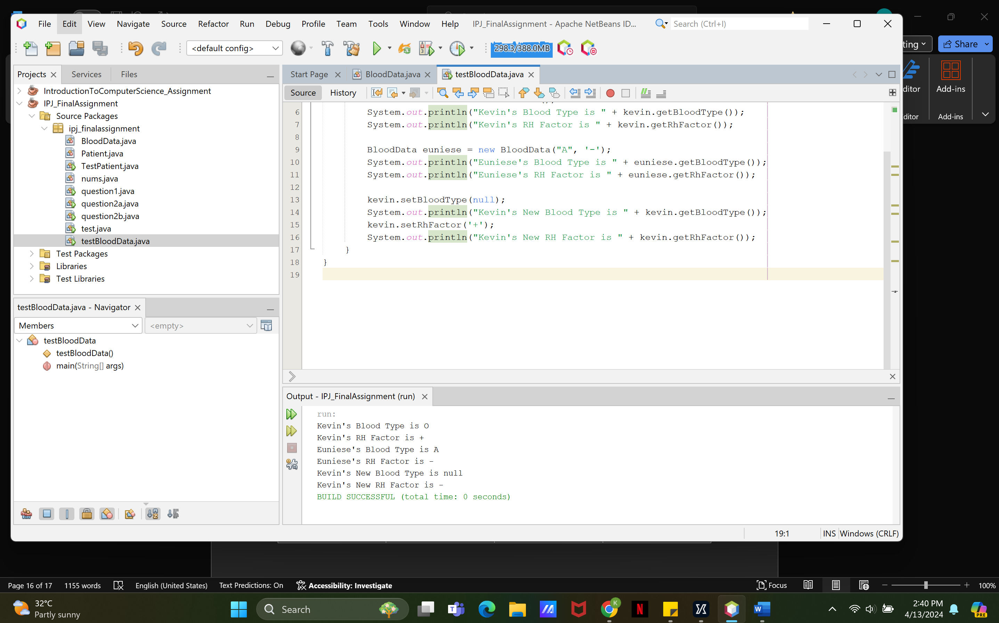 File Edit View Navigate Source Refactor Run Debug Profile Team Tools Window Help IPJ_FinalAssignment - Apache NetBeans ID... Search (Ctrl+I)
<default config> 298.3/388.0MB
ting Share
Projects Services Files
Start Page BloodData.java testBloodData.java
Source History
ditor Add-ins
ditor Add-ins
IntroductionToComputerScience_Assignment
IPJ_FinalAssignment
Source Packages
ipj_finalassignment
BloodData.java
Patient.java
TestPatient.java
nums.java
question1.java
question2a.java
question2b.java
test.java
testBloodData.java
Test Packages
Libraries
Test Libraries
6 System.out.println("Kevin's Blood Type is " + kevin.getBloodType());
7 System.out.println("Kevin's RH Factor is " + kevin.getRhFactor());
8
9 BloodData euniese = new BloodData("A", '-');
10 System.out.println("Euniese's Blood Type is " + euniese.getBloodType());
11 System.out.println("Euniese's RH Factor is " + euniese.getRhFactor());
12
13 kevin.setBloodType(null);
14 System.out.println("Kevin's New Blood Type is " + kevin.getBloodType());
15 kevin.setRhFactor('+');
16 System.out.println("Kevin's New RH Factor is " + kevin.getRhFactor());
17 }
18 }
19
testBloodData.java - Navigator
Members <empty>
testBloodData
testBloodData()
main(String[] args)
Output - IPJ_FinalAssignment (run)
run:
Kevin's Blood Type is O
Kevin's RH Factor is +
Euniese's Blood Type is A
Euniese's RH Factor is -
Kevin's New Blood Type is null
Kevin's New RH Factor is -
BUILD SUCCESSFUL (total time: 0 seconds)
19:1 INS Windows (CRLF)
Page 16 of 17 1155 words English (United States) Text Predictions: On Accessibility: Investigate Focus 100%
32°C
Partly sunny
Search
2:40 PM
4/13/2024
PRE